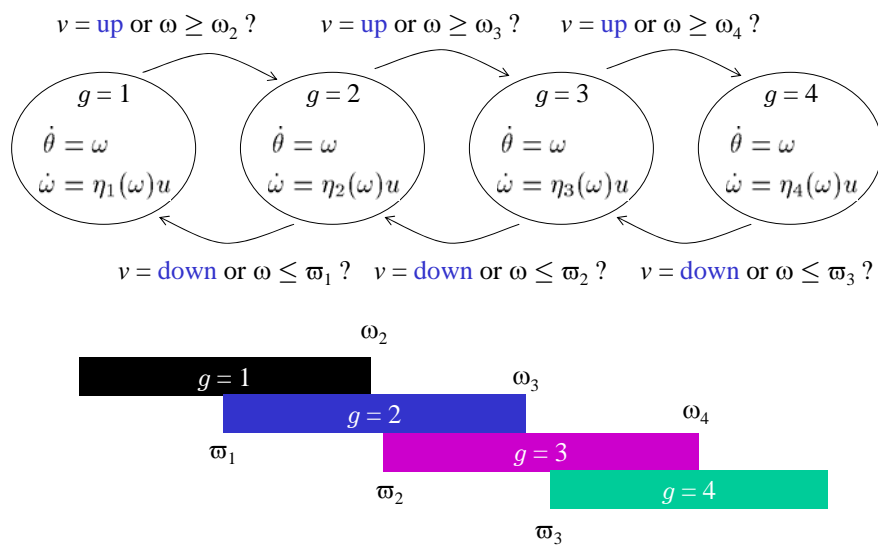 v = up or ω ≥ ω₂ ?
v = up or ω ≥ ω₃ ?
v = up or ω ≥ ω₄ ?
g = 1
g = 2
g = 3
g = 4
θ̇ = ω
θ̇ = ω
θ̇ = ω
θ̇ = ω
ω̇ = η₁(ω)u
ω̇ = η₂(ω)u
ω̇ = η₃(ω)u
ω̇ = η₄(ω)u
v = down or ω ≤ ϖ₁ ?
v = down or ω ≤ ϖ₂ ?
v = down or ω ≤ ϖ₃ ?
ω₂
g = 1
ω₃
g = 2
ω₄
ϖ₁
g = 3
ϖ₂
g = 4
ϖ₃